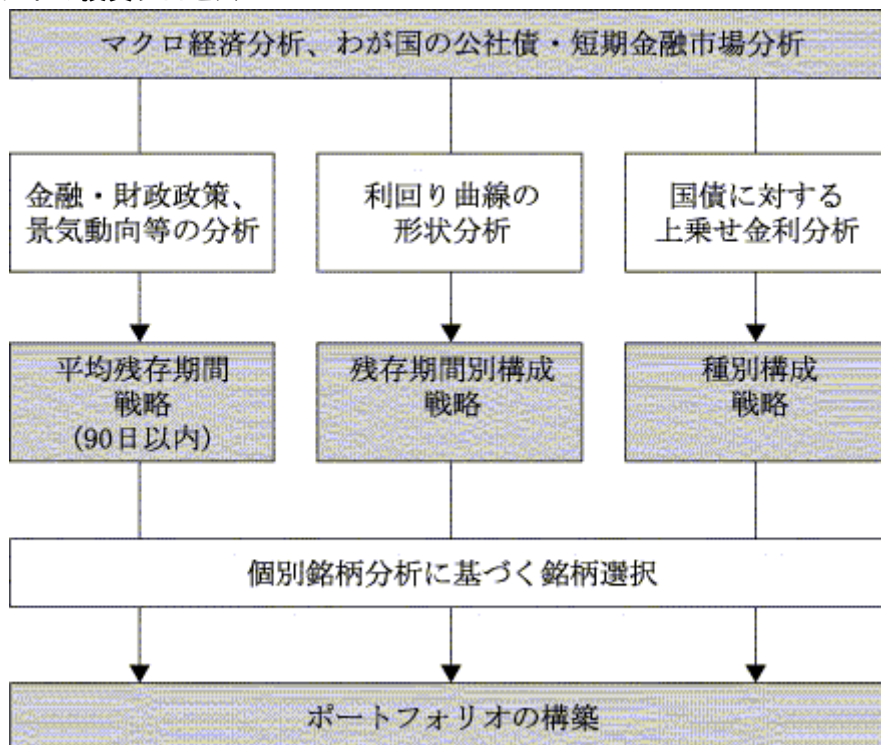 マクロ経済分析、わが国の公社債・短期金融市場分析
金融・財政政策、
景気動向等の分析
利回り曲線の
形状分析
国債に対する
上乗せ金利分析
平均残存期間
戦略
(90日以内)
残存期間別構成
戦略
種別構成
戦略
個別銘柄分析に基づく銘柄選択
ポートフォリオの構築